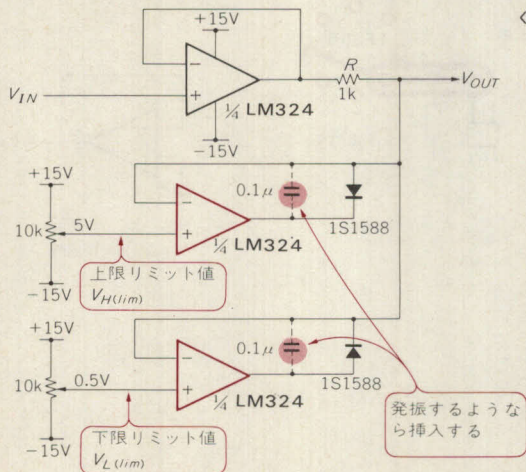 +15V
R
V_IN
1k
V_OUT
¼ LM324
−15V
+15V
0.1μ
1S1588
10k
5V
¼ LM324
上限リミット値
V_H(lim)
−15V
+15V
0.1μ
1S1588
10k
0.5V
¼ LM324
下限リミット値
V_L(lim)
−15V
発振するような
ら挿入する